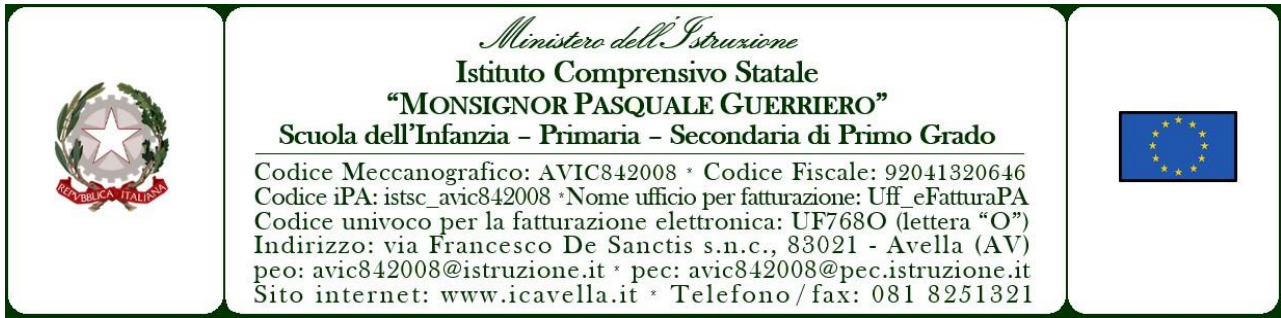 Ministero dell'Istruzione
Istituto Comprensivo Statale
“MONSIGNOR PASQUALE GUERRIERO”
Scuola dell'Infanzia – Primaria – Secondaria di Primo Grado
Codice Meccanografico: AVIC842008 * Codice Fiscale: 92041320646
Codice iPA: istsc_avic842008 *Nome ufficio per fatturazione: Uff_eFatturaPA
Codice univoco per la fatturazione elettronica: UF768O (lettera “O”)
Indirizzo: via Francesco De Sanctis s.n.c., 83021 - Avella (AV)
peo: avic842008@istruzione.it * pec: avic842008@pec.istruzione.it
Sito internet: www.icavella.it * Telefono/fax: 081 8251321
REPVBBLICA ITALIANA